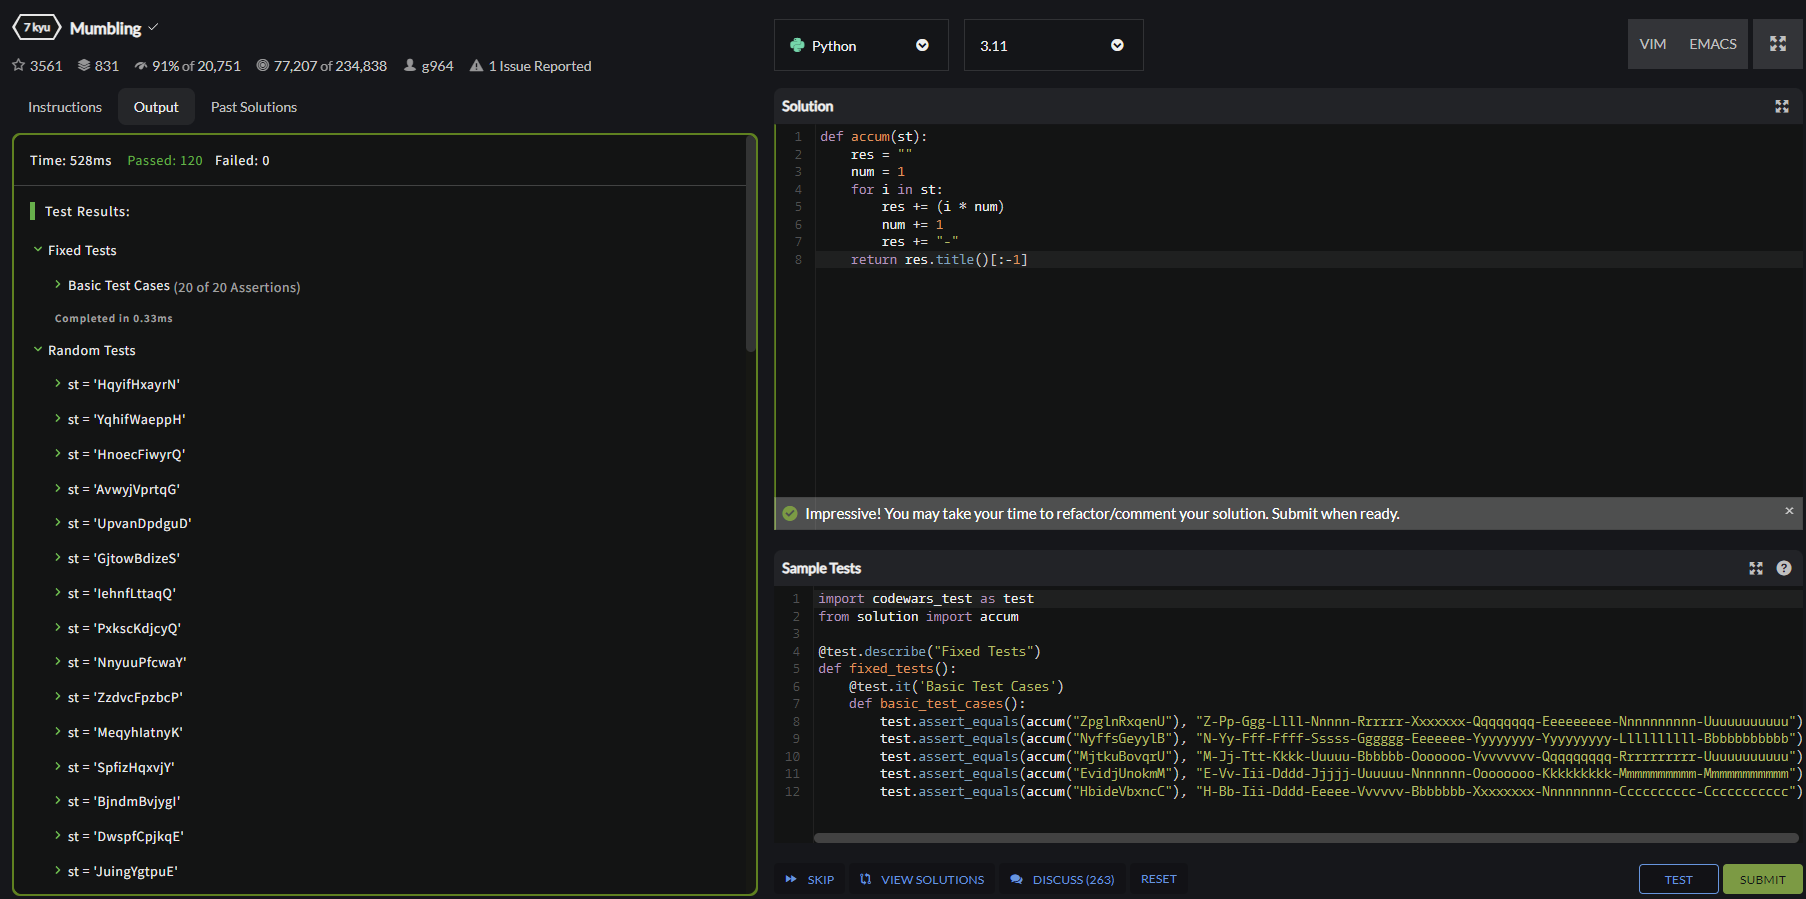 7 kyu Mumbling
3561 831 91% of 20,751 77,207 of 234,838 g964 1 Issue Reported
Instructions Output Past Solutions
Time: 528ms Passed: 120 Failed: 0
Test Results:
Fixed Tests
Basic Test Cases (20 of 20 Assertions)
Completed in 0.33ms
Random Tests
st = 'HqyifHxayrN'
st = 'YqhifWaeppH'
st = 'HnoecFiwyrQ'
st = 'AvwyjVprtqG'
st = 'UpvanDpdguD'
st = 'GjtowBdizeS'
st = 'IehnfLttaqQ'
st = 'PxkscKdjcyQ'
st = 'NnyuuPfcwaY'
st = 'ZzdvcFpzbcP'
st = 'MeqyhIatnyK'
st = 'SpfizHqxvjY'
st = 'BjndmBvjygI'
st = 'DwspfCpjkqE'
st = 'JuingYgtpuE'
Python 3.11 VIM EMACS
Solution
1 def accum(st):
2 res = ""
3 num = 1
4 for i in st:
5 res += (i * num)
6 num += 1
7 res += "-"
8 return res.title()[:-1]
Impressive! You may take your time to refactor/comment your solution. Submit when ready. ×
Sample Tests ?
1 import codewars_test as test
2 from solution import accum
3
4 @test.describe("Fixed Tests")
5 def fixed_tests():
6 @test.it('Basic Test Cases')
7 def basic_test_cases():
8 test.assert_equals(accum("ZpglnRxqenU"), "Z-Pp-Ggg-Llll-Nnnnn-Rrrrrr-Xxxxxxx-Qqqqqqqq-Eeeeeeeee-Nnnnnnnnnn-Uuuuuuuuuuu")
9 test.assert_equals(accum("NyffsGeyylB"), "N-Yy-Fff-Ffff-Sssss-Gggggg-Eeeeeee-Yyyyyyyy-Yyyyyyyyy-Llllllllll-Bbbbbbbbbbb")
10 test.assert_equals(accum("MjtkuBovqrU"), "M-Jj-Ttt-Kkkk-Uuuuu-Bbbbbb-Ooooooo-Vvvvvvvv-Qqqqqqqqq-Rrrrrrrrrr-Uuuuuuuuuuu")
11 test.assert_equals(accum("EvidjUnokmM"), "E-Vv-Iii-Dddd-Jjjjj-Uuuuuu-Nnnnnnn-Oooooooo-Kkkkkkkkk-Mmmmmmmmmm-Mmmmmmmmmmm")
12 test.assert_equals(accum("HbideVbxncC"), "H-Bb-Iii-Dddd-Eeeee-Vvvvvv-Bbbbbbb-Xxxxxxxx-Nnnnnnnnn-Cccccccccc-Ccccccccccc")
SKIP VIEW SOLUTIONS DISCUSS (263) RESET TEST SUBMIT